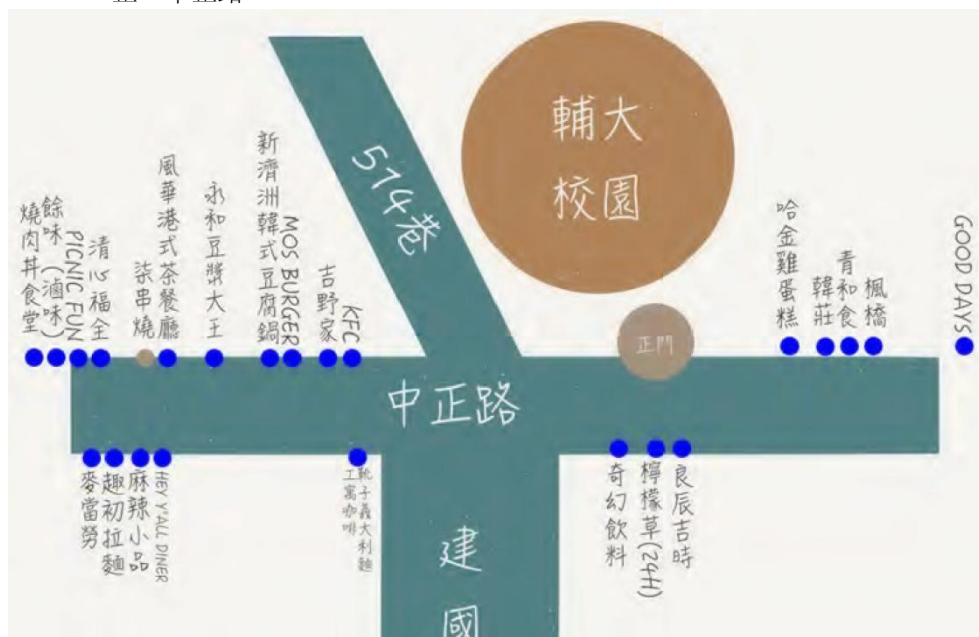 正：中正路
輔大
校園
514巷
燒肉丼食堂
餘味（滷味）
PICNIC FUN
清心福全
柒串燒
風華港式茶餐廳
永和豆漿大王
新濟洲韓式豆腐鍋
MOS BURGER
吉野家
KFC
正門
哈金雞蛋糕
韓莊
青和食
楓橋
GOOD DAYS
中正路
麥當勞
趣初拉麵
麻辣小品
HEY Y'ALL DINER
靴子義大利麵
工寓咖啡
奇幻飲料
檸檬草(24H)
良辰吉時
建
國